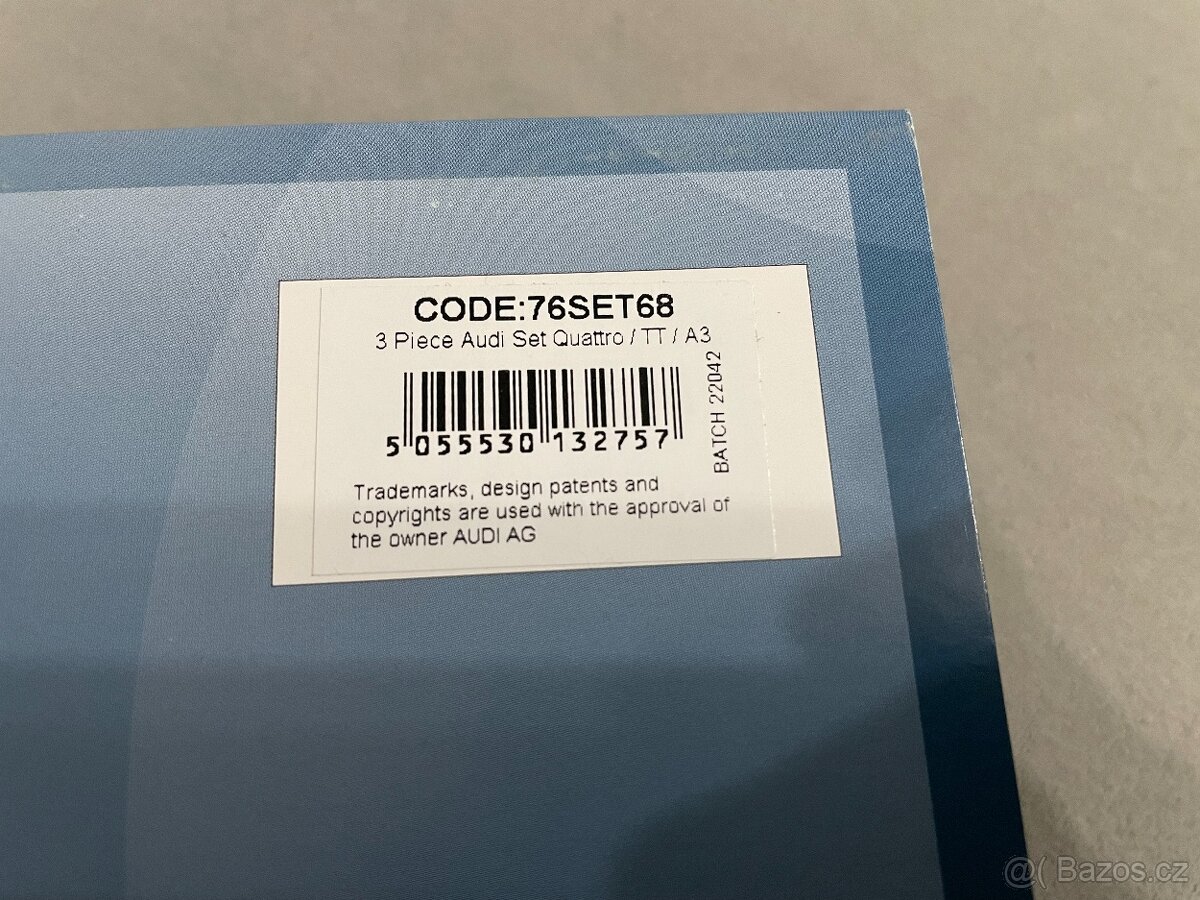 CODE:76SET68
3 Piece Audi Set Quattro / TT / A3
BATCH 22042
5 055530 132757
Trademarks, design patents and
copyrights are used with the approval of
the owner AUDI AG
@( Bazos.cz